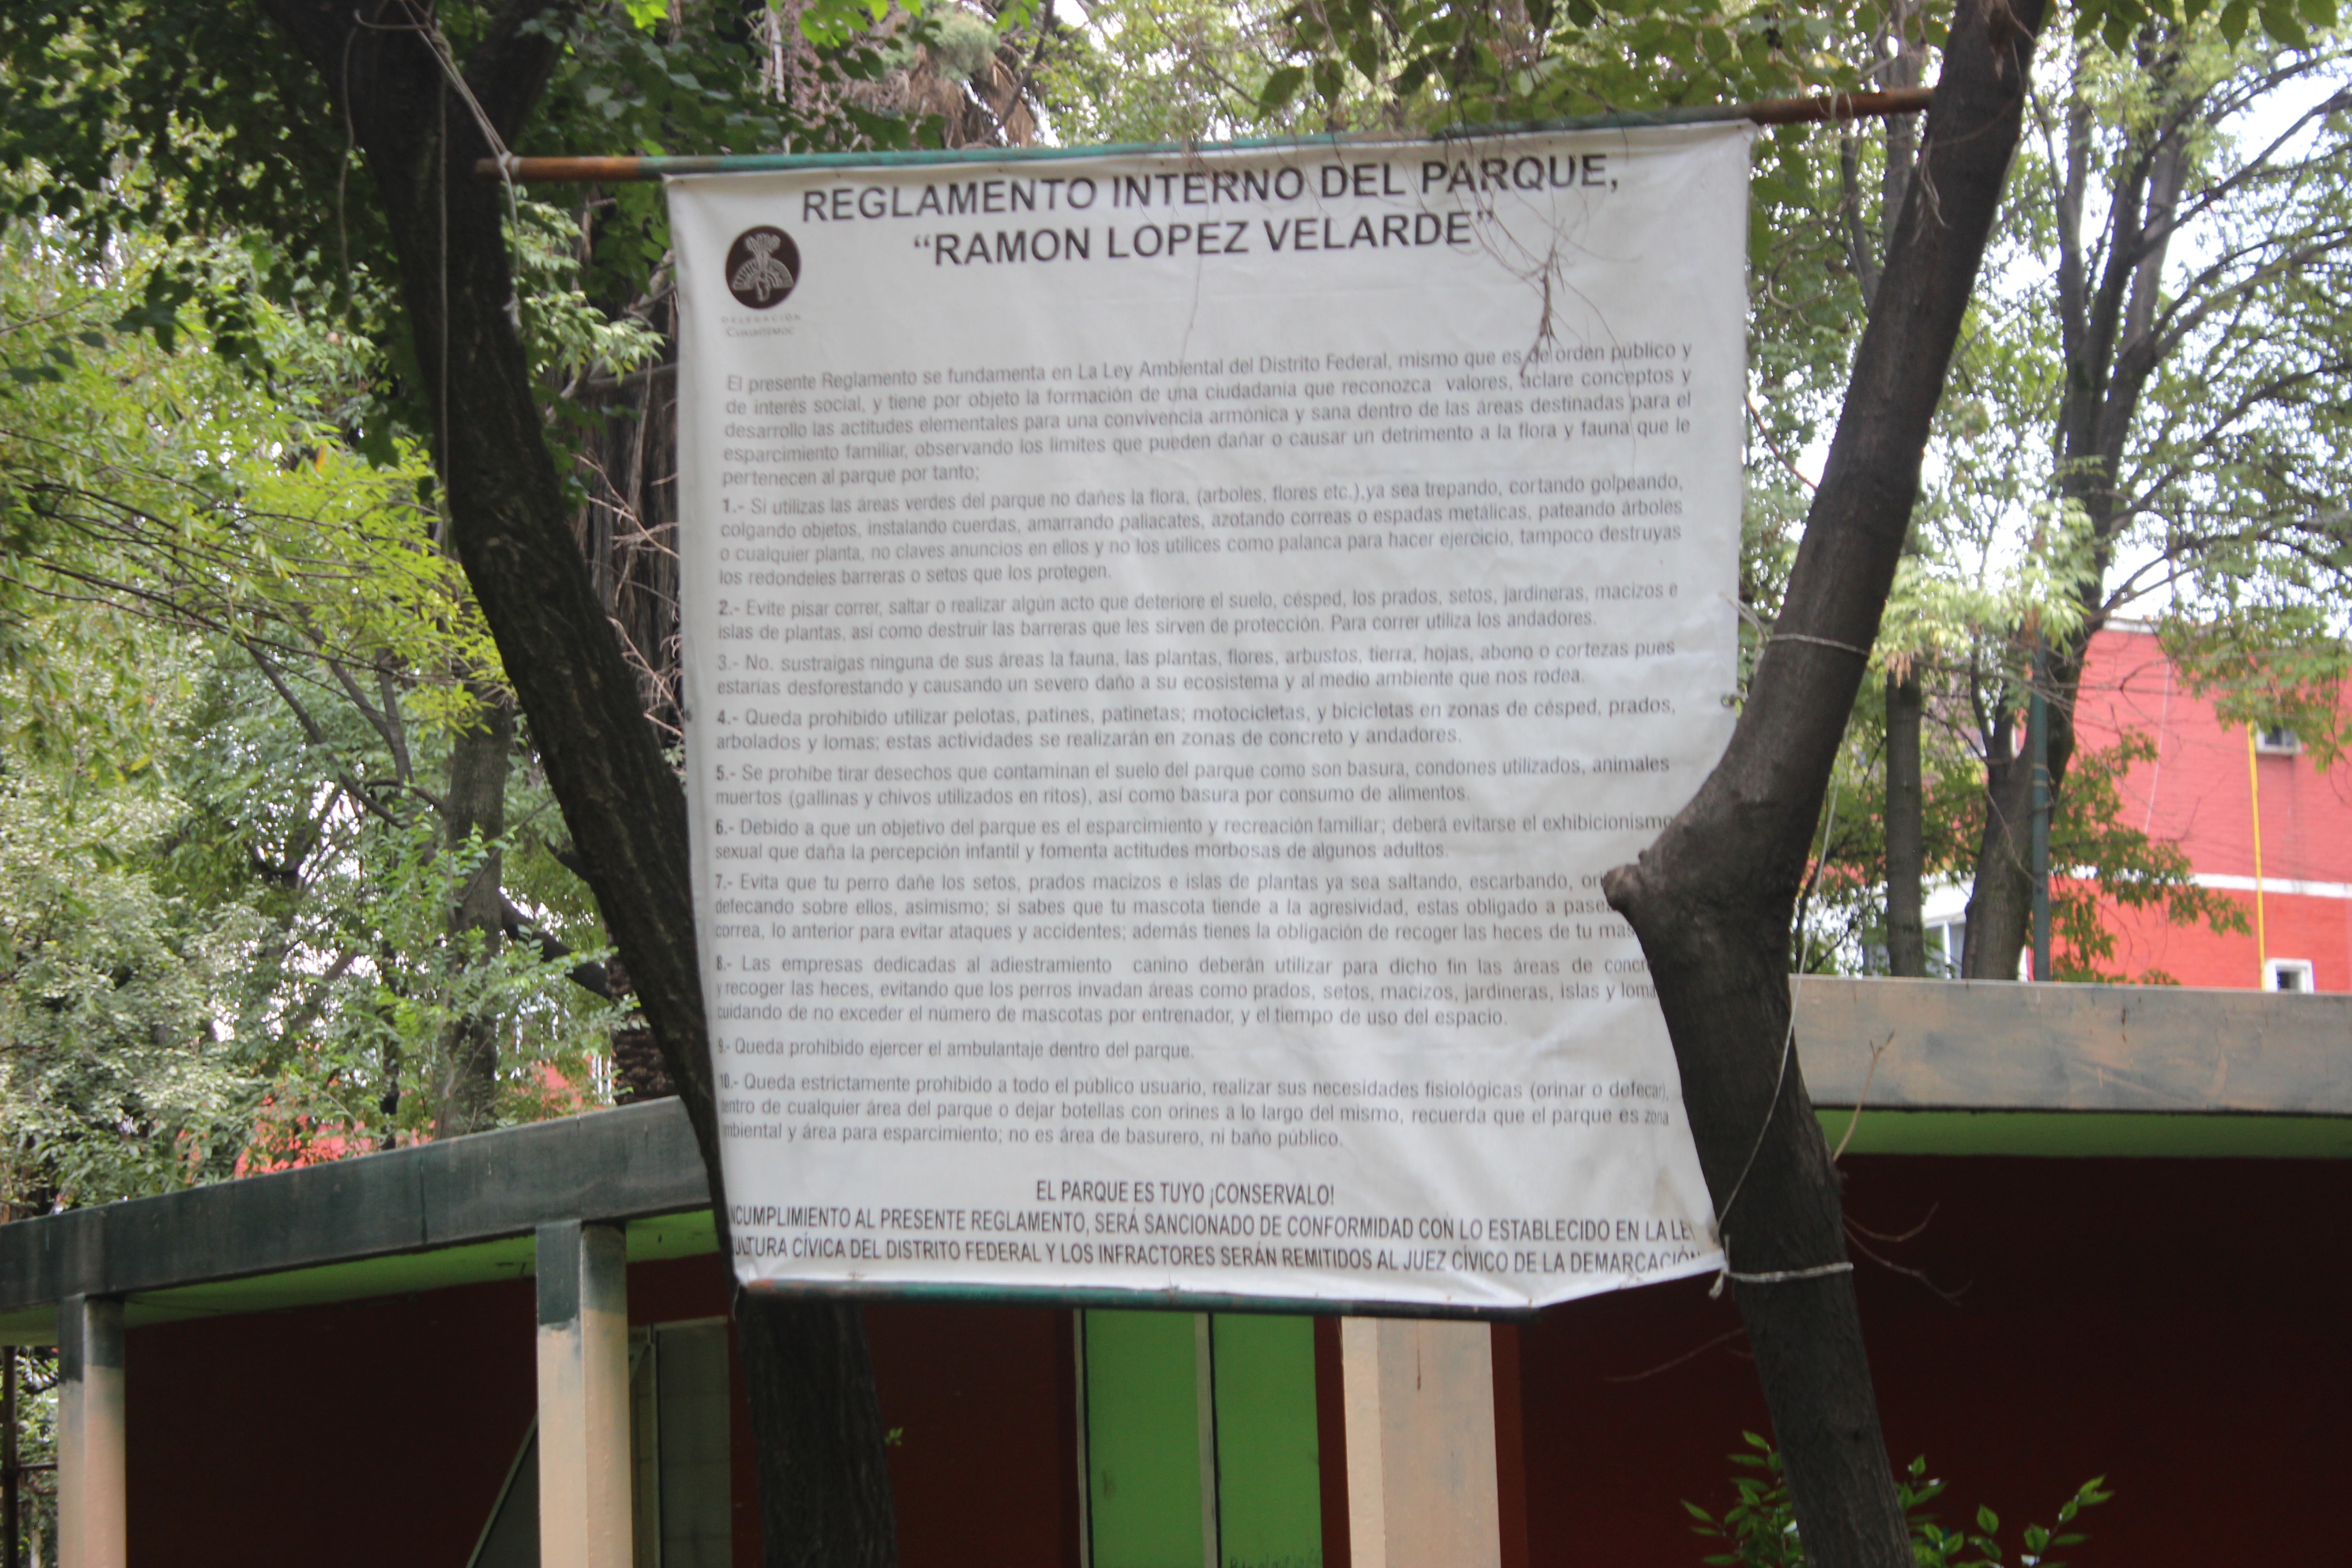 REGLAMENTO INTERNO DEL PARQUE,
“RAMON LOPEZ VELARDE”
DELEGACIÓN
CUAUHTEMOC
El presente Reglamento se fundamenta en La Ley Ambiental del Distrito Federal, mismo que es de orden público y
de interés social, y tiene por objeto la formación de una ciudadanía que reconozca valores, aclare conceptos y
desarrollo las actitudes elementales para una convivencia armónica y sana dentro de las áreas destinadas para el
esparcimiento familiar, observando los límites que pueden dañar o causar un detrimento a la flora y fauna que le
pertenecen al parque por tanto;
1.- Si utilizas las áreas verdes del parque no dañes la flora, (arboles, flores etc.).ya sea trepando, cortando golpeando,
colgando objetos, instalando cuerdas, amarrando paliacates, azotando correas o espadas metálicas, pateando árboles
o cualquier planta, no claves anuncios en ellos y no los utilices como palanca para hacer ejercicio, tampoco destruyas
los redondeles barreras o setos que los protegen.
2.- Evite pisar correr, saltar o realizar algún acto que deteriore el suelo, césped, los prados, setos, jardineras, macizos e
islas de plantas, así como destruir las barreras que les sirven de protección. Para correr utiliza los andadores.
3.- No. sustraigas ninguna de sus áreas la fauna, las plantas, flores, arbustos, tierra, hojas, abono o cortezas pues
estarías desforestando y causando un severo daño a su ecosistema y al medio ambiente que nos rodea.
4.- Queda prohibido utilizar pelotas, patines, patinetas; motocicletas, y bicicletas en zonas de césped, prados,
arbolados y lomas; estas actividades se realizarán en zonas de concreto y andadores.
5.- Se prohíbe tirar desechos que contaminan el suelo del parque como son basura, condones utilizados, animales
muertos (gallinas y chivos utilizados en ritos), así como basura por consumo de alimentos.
6.- Debido a que un objetivo del parque es el esparcimiento y recreación familiar; deberá evitarse el exhibicionismo
sexual que daña la percepción infantil y fomenta actitudes morbosas de algunos adultos.
7.- Evita que tu perro dañe los setos, prados macizos e islas de plantas ya sea saltando, escarbando,
defecando sobre ellos, asimismo; si sabes que tu mascota tiende a la agresividad, estas obligado a
correa, lo anterior para evitar ataques y accidentes; además tienes la obligación de recoger las heces de tu
8.- Las empresas dedicadas al adiestramiento canino deberán utilizar para dicho fin las áreas de
y recoger las heces, evitando que los perros invadan áreas como prados, setos, macizos, jardineras, islas y
cuidando de no exceder el número de mascotas por entrenador, y el tiempo de uso del espacio.
9.- Queda prohibido ejercer el ambulantaje dentro del parque.
10.- Queda estrictamente prohibido a todo el público usuario, realizar sus necesidades fisiológicas (orinar o defecar),
dentro de cualquier área del parque o dejar botellas con orines a lo largo del mismo, recuerda que el parque es zona
ambiental y área para esparcimiento; no es área de basurero, ni baño público.
EL PARQUE ES TUYO ¡CONSERVALO!
INCUMPLIMIENTO AL PRESENTE REGLAMENTO, SERÁ SANCIONADO DE CONFORMIDAD CON LO ESTABLECIDO EN LA LEY
CULTURA CÍVICA DEL DISTRITO FEDERAL Y LOS INFRACTORES SERÁN REMITIDOS AL JUEZ CÍVICO DE LA DEMARCACIÓN